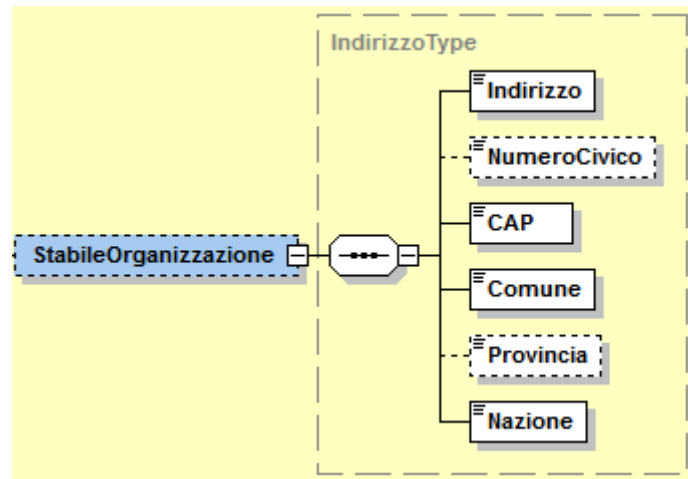 IndirizzoType
Indirizzo
NumeroCivico
CAP
StabileOrganizzazione
Comune
Provincia
Nazione